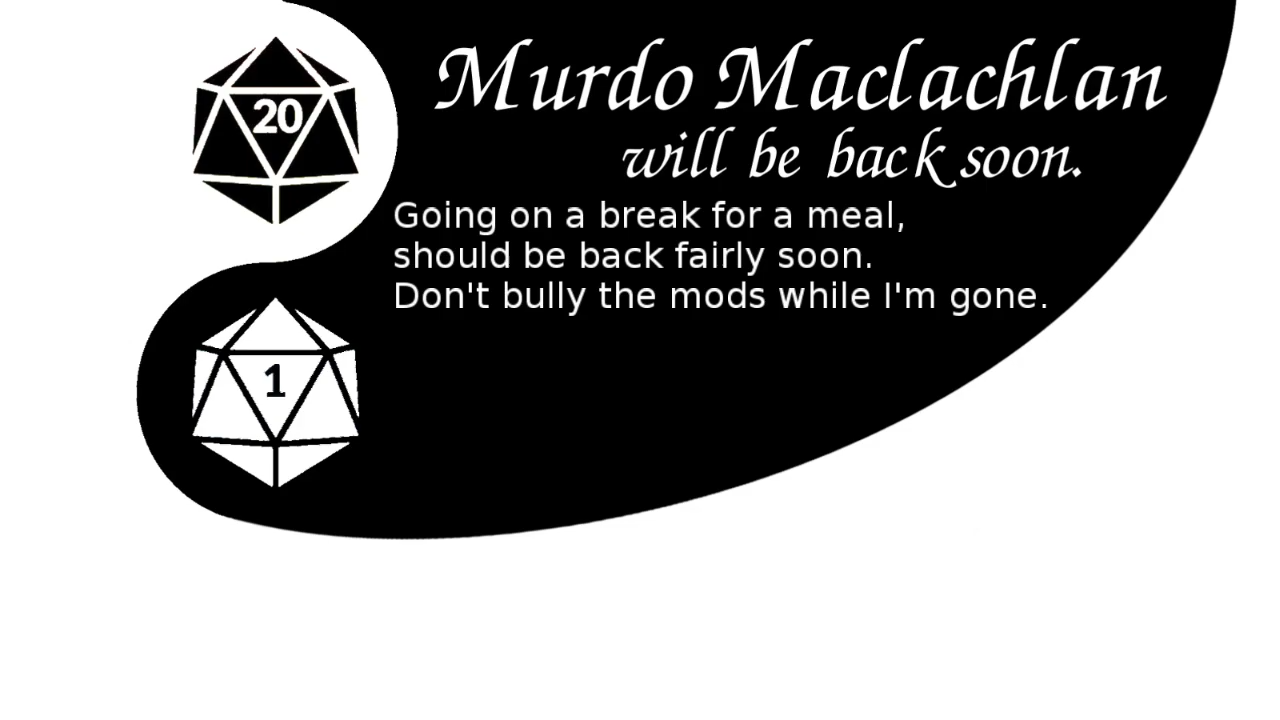 20
Murdo Maclachlan
will be back soon.
Going on a break for a meal,
should be back fairly soon.
Don't bully the mods while I'm gone.
1